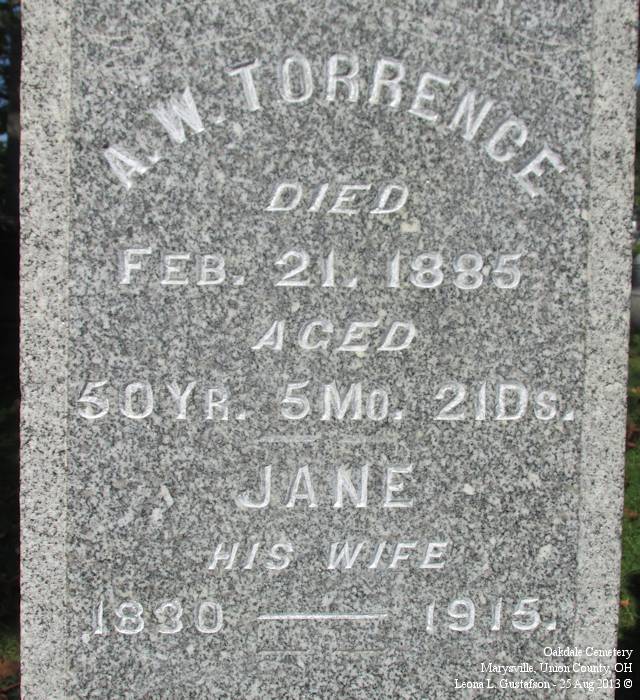 A. W. TORRENCE
DIED
FEB. 21, 1885
AGED
50 YR. 5 MO. 21 DS.
JANE
HIS WIFE
1830 — 1915.
Oakdale Cemetery
Marysville, Union County, OH
Leona L. Gustafson - 25 Aug 2013 ©